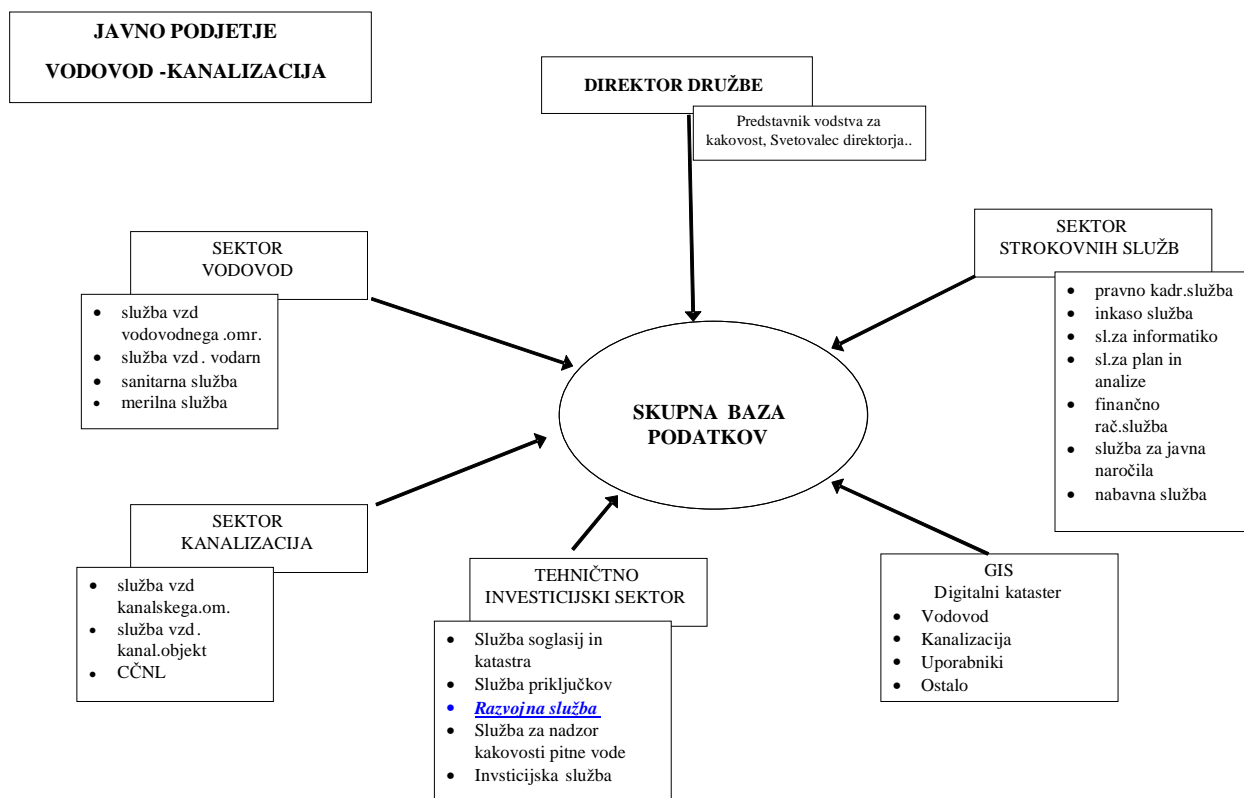 JAVNO PODJETJE
VODOVOD -KANALIZACIJA
DIREKTOR DRUŽBE
Predstavnik vodstva za
kakovost, Svetovalec direktorja..
SEKTOR
VODOVOD
• služba vzd
vodovodnega .omr.
• služba vzd . vodarn
• sanitarna služba
• merilna služba
SEKTOR
STROKOVNIH SLUŽB
• pravno kadr.služba
• inkaso služba
• sl.za informatiko
• sl.za plan in
analize
• finančno
rač.služba
• služba za javna
naročila
• nabavna služba
SKUPNA BAZA
PODATKOV
SEKTOR
KANALIZACIJA
• služba vzd
kanalskega.om.
• služba vzd .
kanal.objekt
• CČNL
TEHNIČTNO
INVESTICIJSKI SEKTOR
• Služba soglasij in
katastra
• Služba priključkov
• Razvojna služba
• Služba za nadzor
kakovosti pitne vode
• Invsticijska služba
GIS
Digitalni kataster
• Vodovod
• Kanalizacija
• Uporabniki
• Ostalo